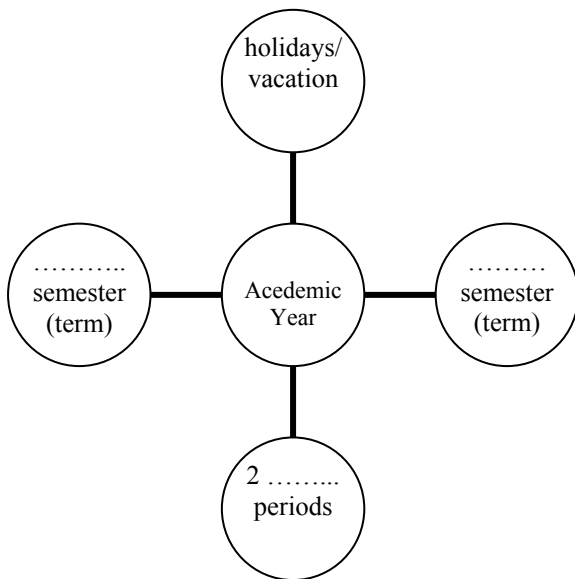 holidays/
vacation
………..
semester
(term)
Acedemic
Year
………
semester
(term)
2 ……...
periods